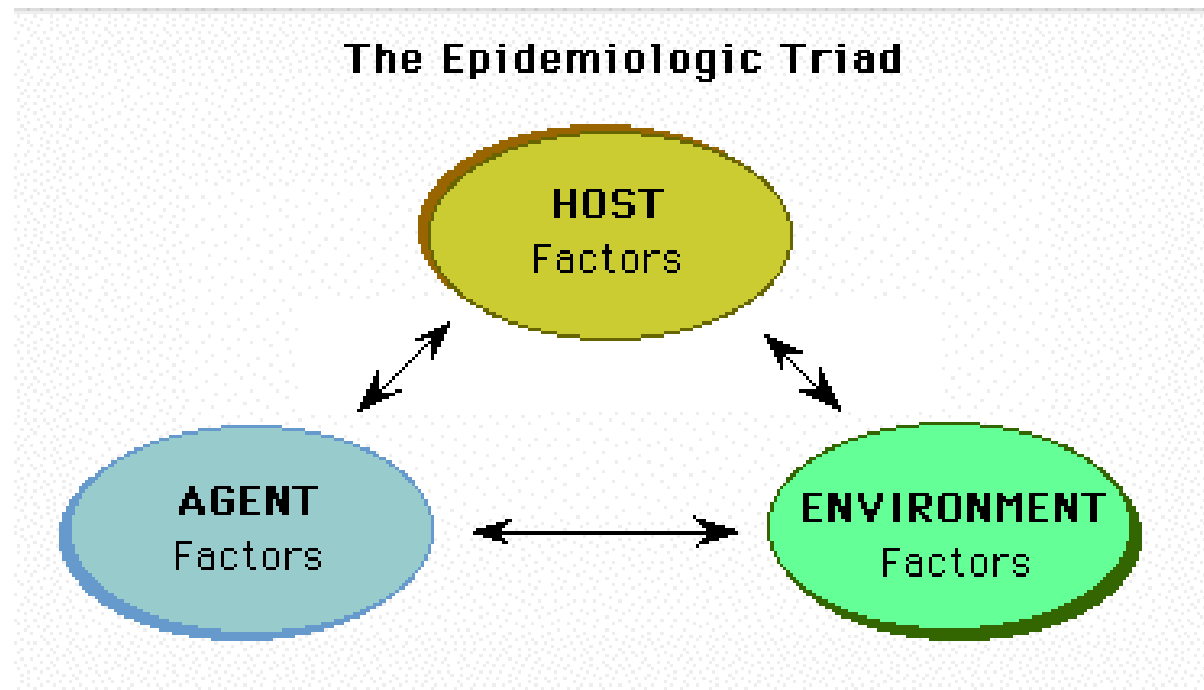 The Epidemiologic Triad
HOST
Factors
AGENT
Factors
ENVIRONMENT
Factors